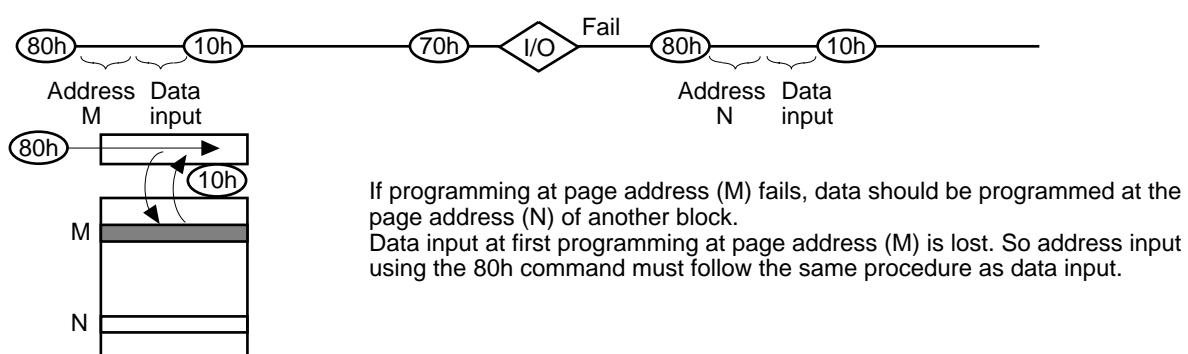 Fail
80h 10h 70h I/O 80h 10h
Address Data Address Data
M input N input
80h
10h
If programming at page address (M) fails, data should be programmed at the
page address (N) of another block.
M
Data input at first programming at page address (M) is lost. So address input
using the 80h command must follow the same procedure as data input.
N